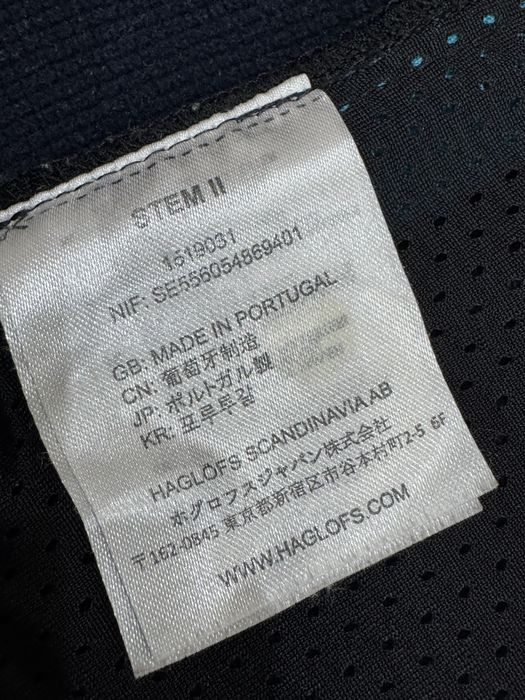 STEM II
1519031
NIF: SE556054869401
GB: MADE IN PORTUGAL
CN: 葡萄牙制造
JP: ポルトガル製
KR: 포루투갈
HAGLOFS SCANDINAVIA AB
ホグロフスジャパン株式会社
〒162-0845 東京都新宿区市谷本村町2-5 6F
WWW.HAGLOFS.COM